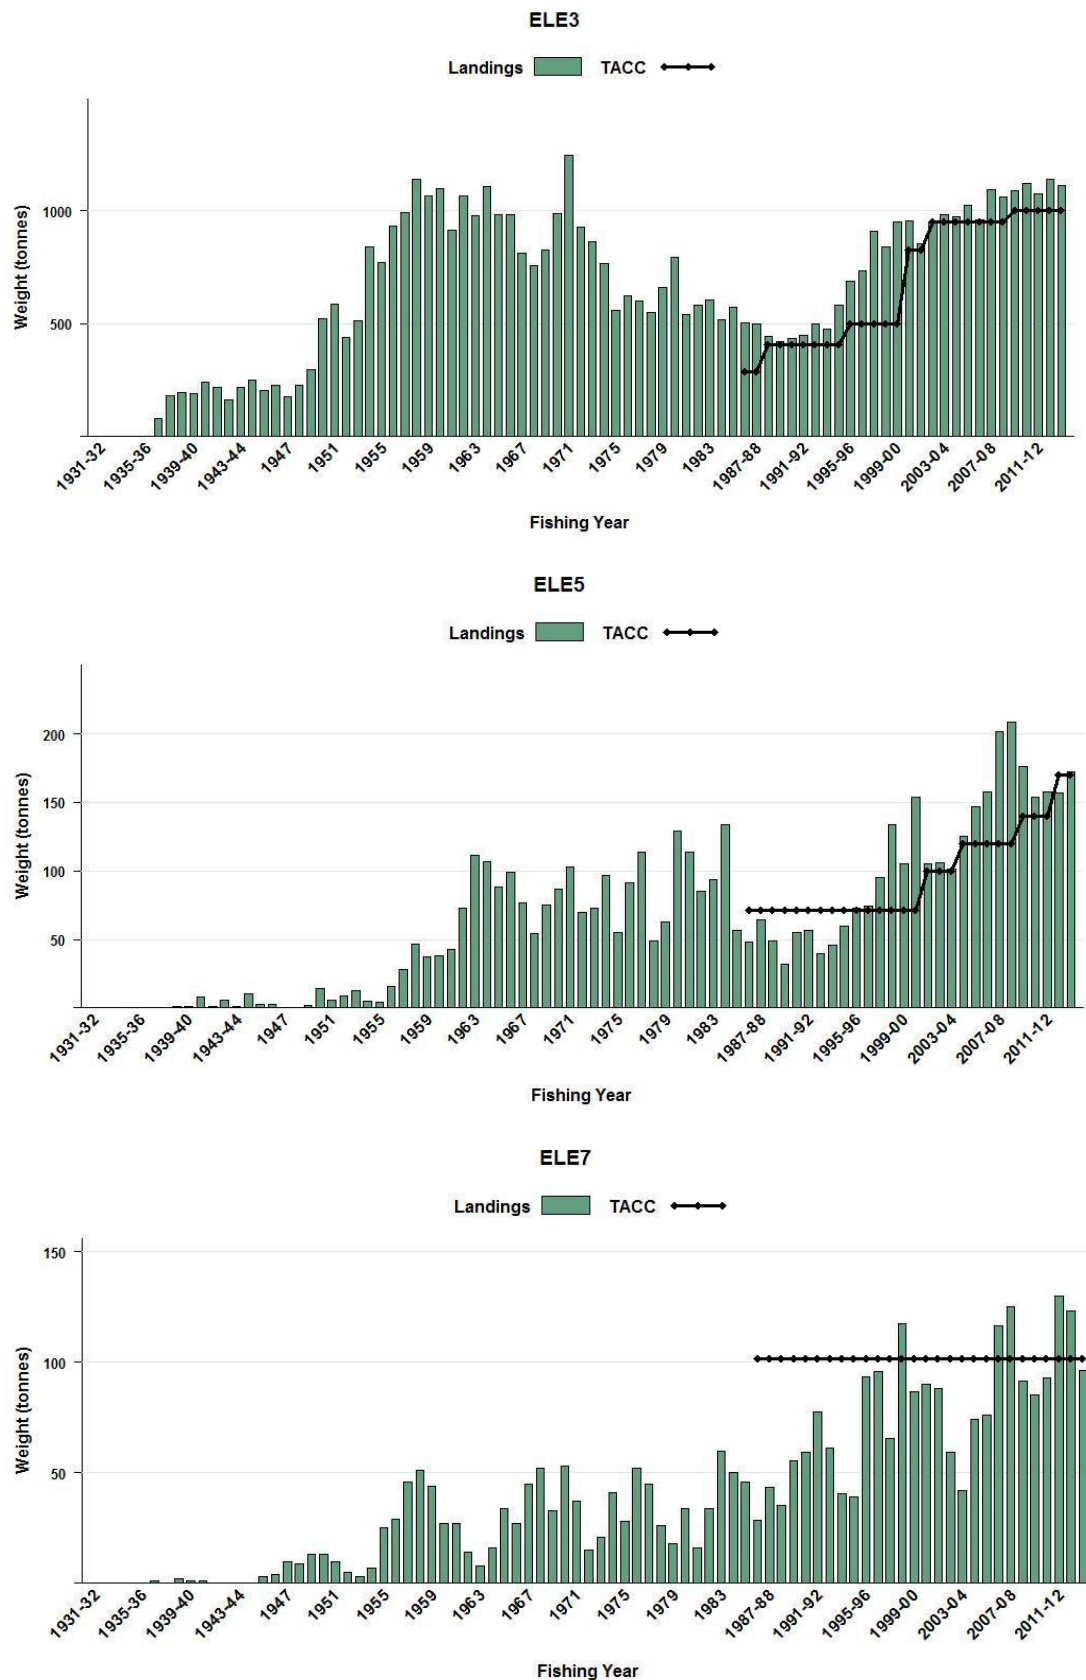 ELE3
Landings TACC
Weight (tonnes)
1000
500
1931-32 1935-36 1939-40 1943-44 1947 1951 1955 1959 1963 1967 1971 1975 1979 1983 1987-88 1991-92 1995-96 1999-00 2003-04 2007-08 2011-12
Fishing Year
ELE5
Landings TACC
Weight (tonnes)
200
150
100
50
1931-32 1935-36 1939-40 1943-44 1947 1951 1955 1959 1963 1967 1971 1975 1979 1983 1987-88 1991-92 1995-96 1999-00 2003-04 2007-08 2011-12
Fishing Year
ELE7
Landings TACC
Weight (tonnes)
150
100
50
1931-32 1935-36 1939-40 1943-44 1947 1951 1955 1959 1963 1967 1971 1975 1979 1983 1987-88 1991-92 1995-96 1999-00 2003-04 2007-08 2011-12
Fishing Year